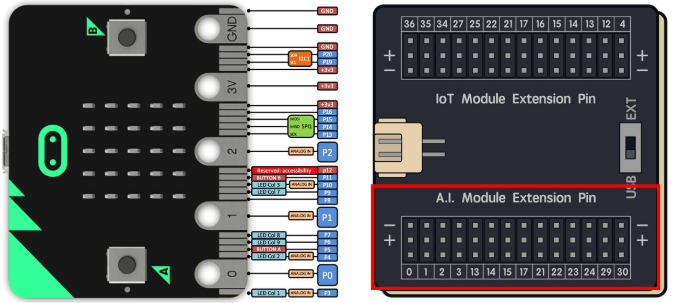 B
GND
3V
2
1
0
A
GND
GND
GND
P20
I2C1
P19
+3v3
+3v3
+3v3
P16
MOSI P15
MISO SPI1 P14
SCK P13
ANALOG IN P2
Reserved: accessibility p12
BUTTON B P11
LED Col 3 ANALOG IN P10
LED Col 7 P9
P8
ANALOG IN P1
LED Col 8 P7
LED Col 9 P6
BUTTON A P5
LED Col 2 ANALOG IN P4
ANALOG IN P0
LED Col 1 ANALOG IN P3
36 35 34 27 25 22 21 17 16 15 14 13 12 4
+ +
− −
IoT Module Extension Pin
USB EXT
A.I. Module Extension Pin
− −
+ +
0 1 2 3 13 14 15 17 21 22 23 24 29 30